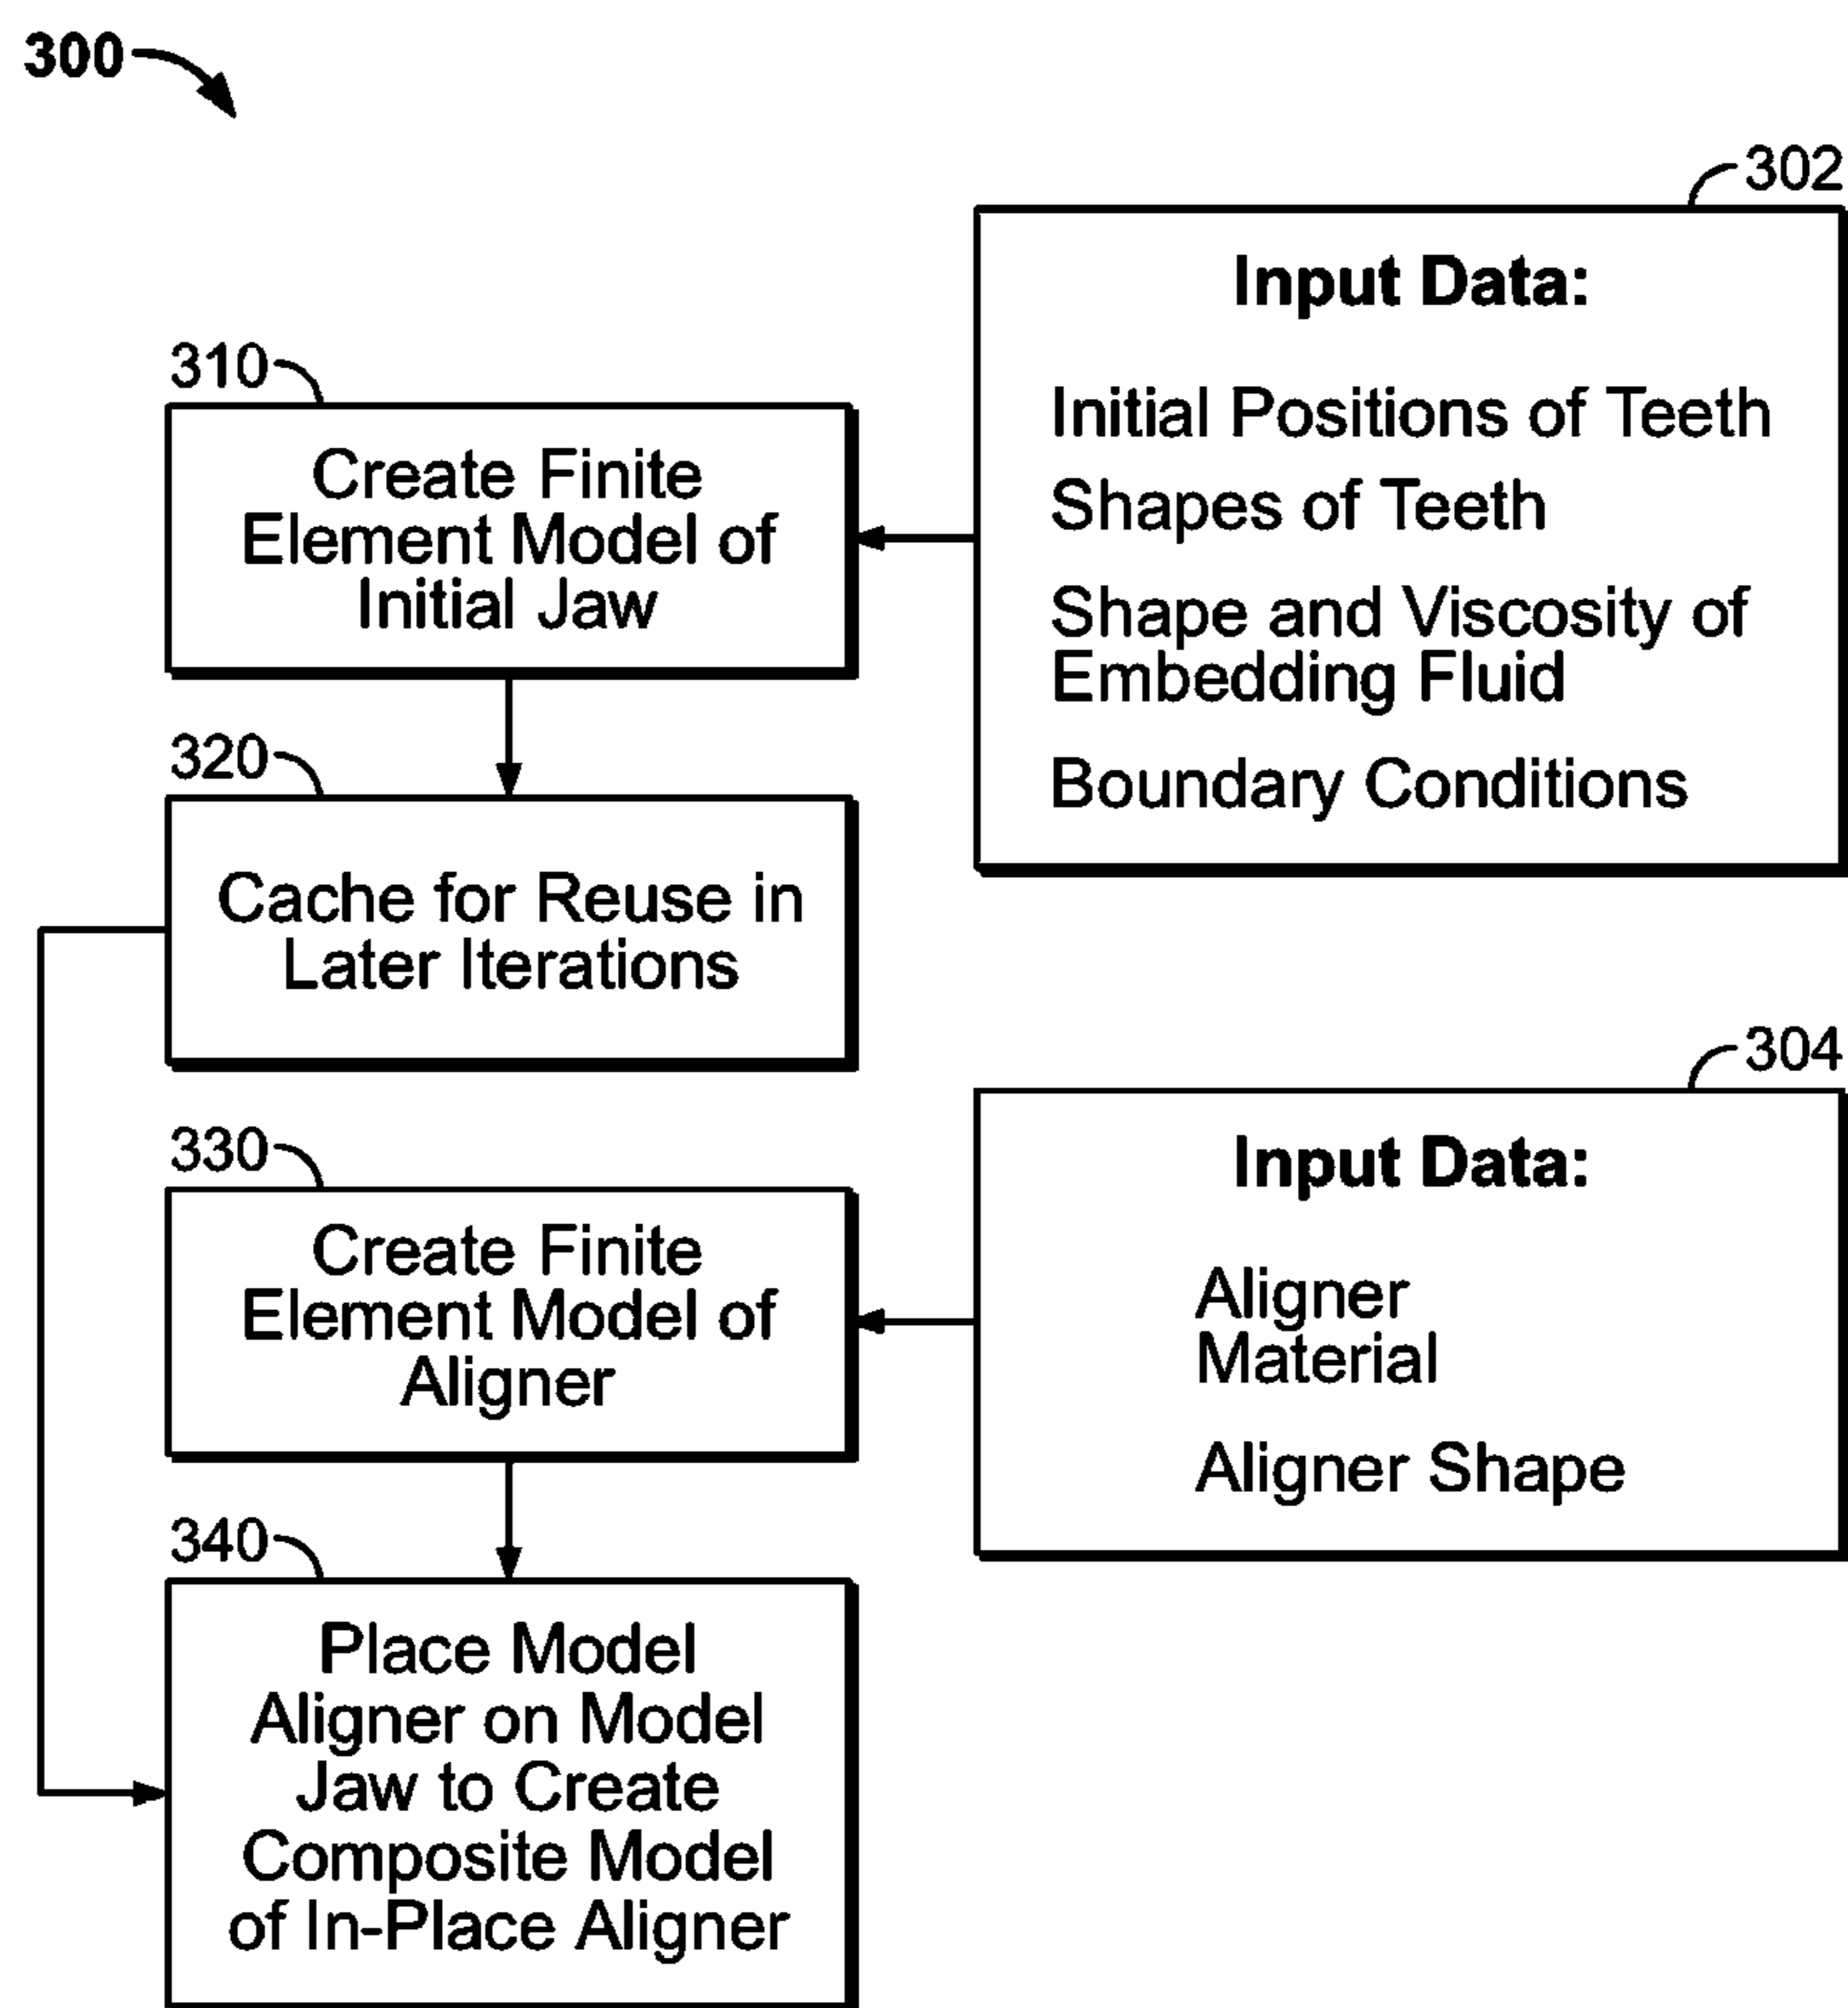 300
302
Input Data:
Initial Positions of Teeth
Shapes of Teeth
Shape and Viscosity of
Embedding Fluid
Boundary Conditions
310
Create Finite
Element Model of
Initial Jaw
320
Cache for Reuse in
Later Iterations
304
Input Data:
Aligner
Material
Aligner Shape
330
Create Finite
Element Model of
Aligner
340
Place Model
Aligner on Model
Jaw to Create
Composite Model
of In-Place Aligner